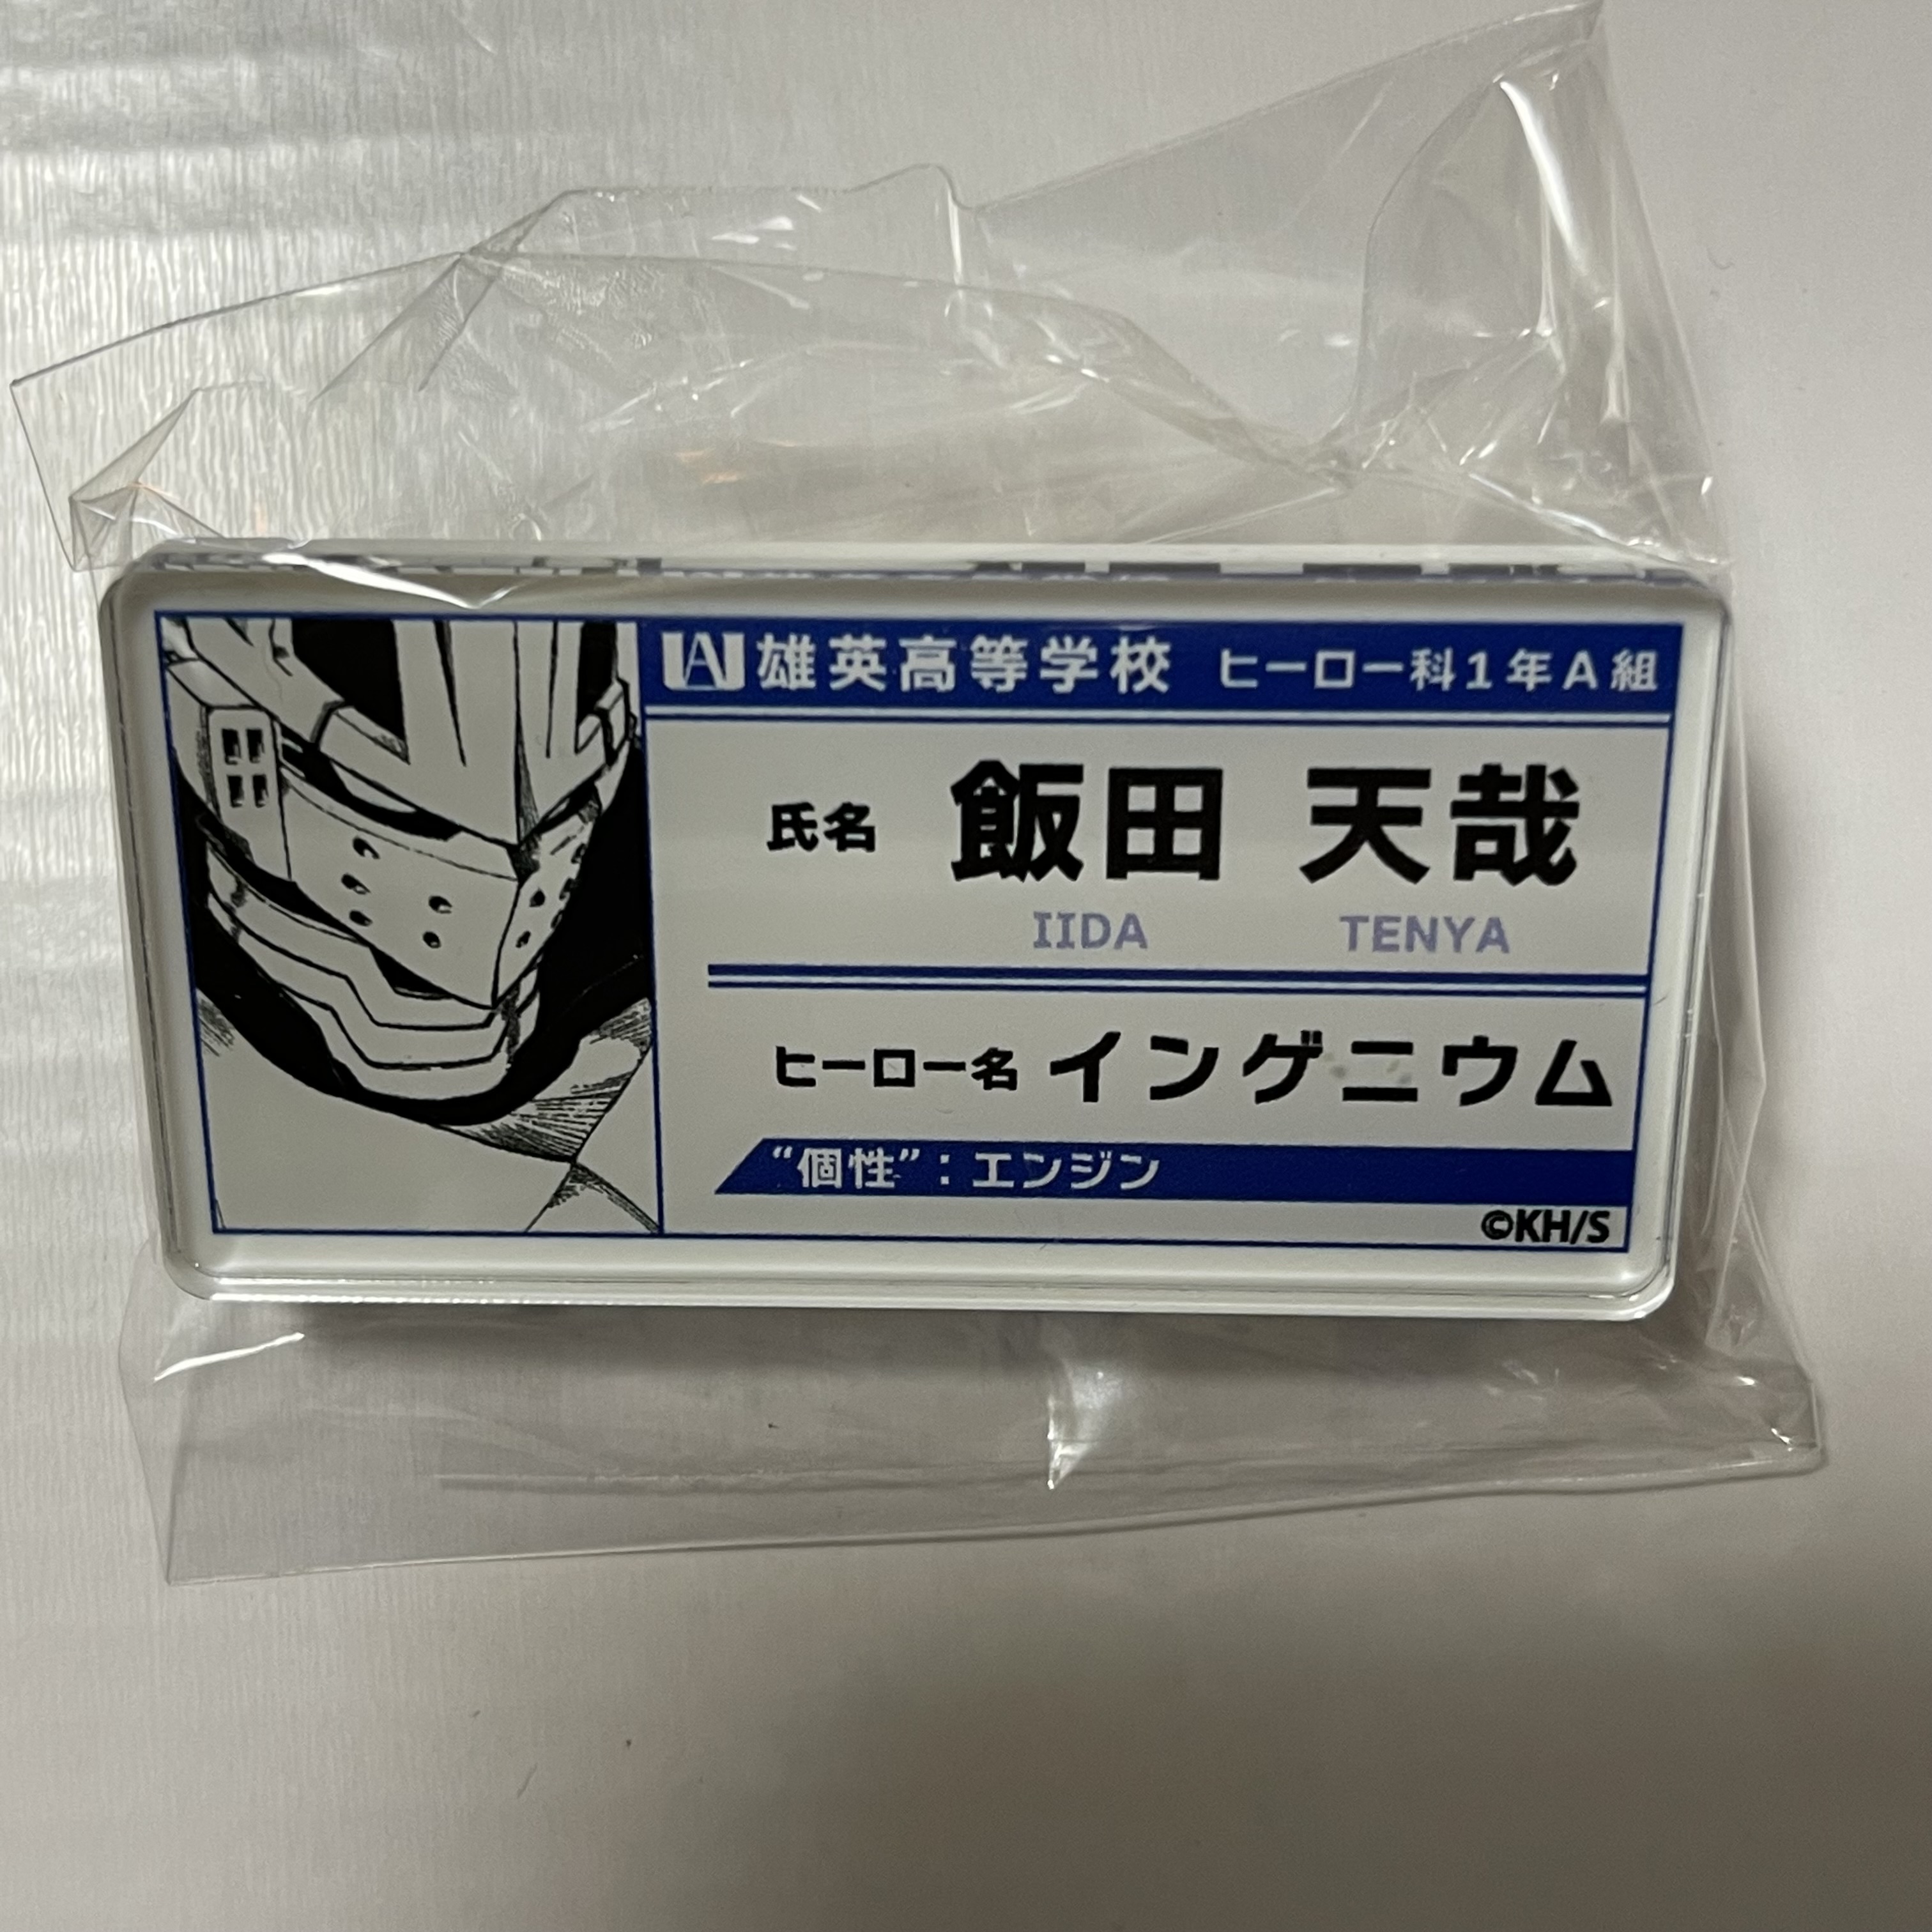 UA 雄英高等学校 ヒーロー科1年A組
氏名 飯田 天哉
IIDA TENYA
ヒーロー名 インゲニウム
“個性”：エンジン
©KH/S